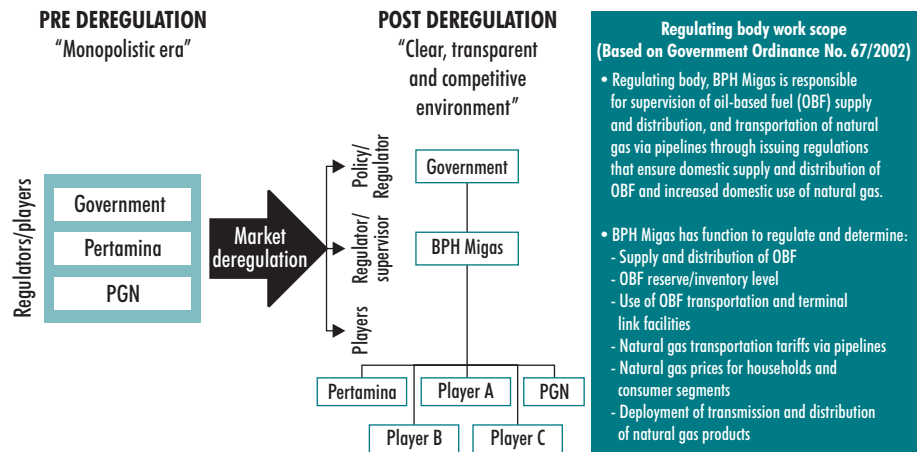 PRE DEREGULATION
"Monopolistic era"
Regulators/players
Government
Pertamina
PGN
Market
deregulation
POST DEREGULATION
"Clear, transparent
and competitive
environment"
Policy/
Regulator
Regulator/
supervisor
Players
Government
BPH Migas
Pertamina
Player A
PGN
Player B
Player C
Regulating body work scope
(Based on Government Ordinance No. 67/2002)
• Regulating body, BPH Migas is responsible
for supervision of oil-based fuel (OBF) supply
and distribution, and transportation of natural
gas via pipelines through issuing regulations
that ensure domestic supply and distribution of
OBF and increased domestic use of natural gas.
• BPH Migas has function to regulate and determine:
- Supply and distribution of OBF
- OBF reserve/inventory level
- Use of OBF transportation and terminal
link facilities
- Natural gas transportation tariffs via pipelines
- Natural gas prices for households and
consumer segments
- Deployment of transmission and distribution
of natural gas products